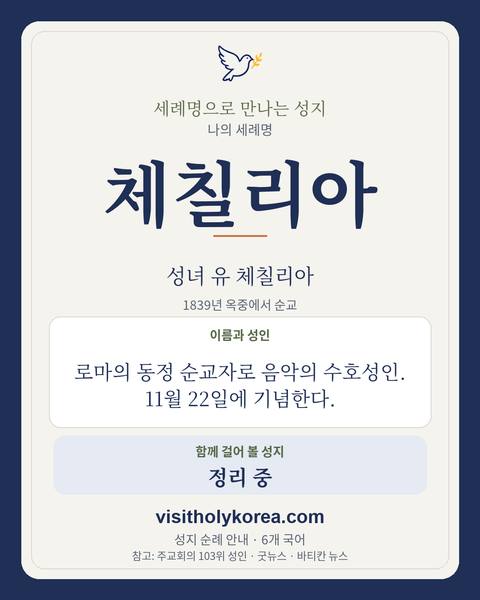 세례명으로 만나는 성지
나의 세례명
체칠리아
성녀 유 체칠리아
1839년 옥중에서 순교
이름과 성인
로마의 동정 순교자로 음악의 수호성인.
11월 22일에 기념한다.
함께 걸어 볼 성지
정리 중
visitholykorea.com
성지 순례 안내 · 6개 국어
참고: 주교회의 103위 성인 · 굿뉴스 · 바티칸 뉴스